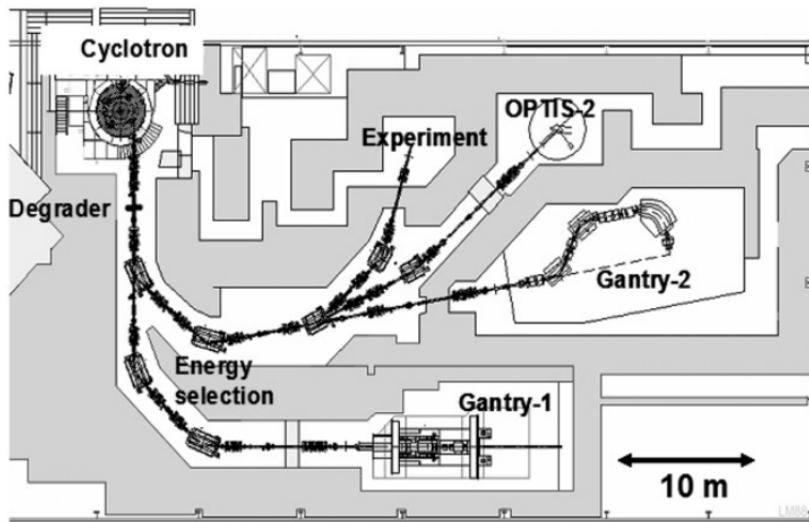 Cyclotron
OPTIS-2
Experiment
Degrader
Gantry-2
Energy
selection
Gantry-1
10 m